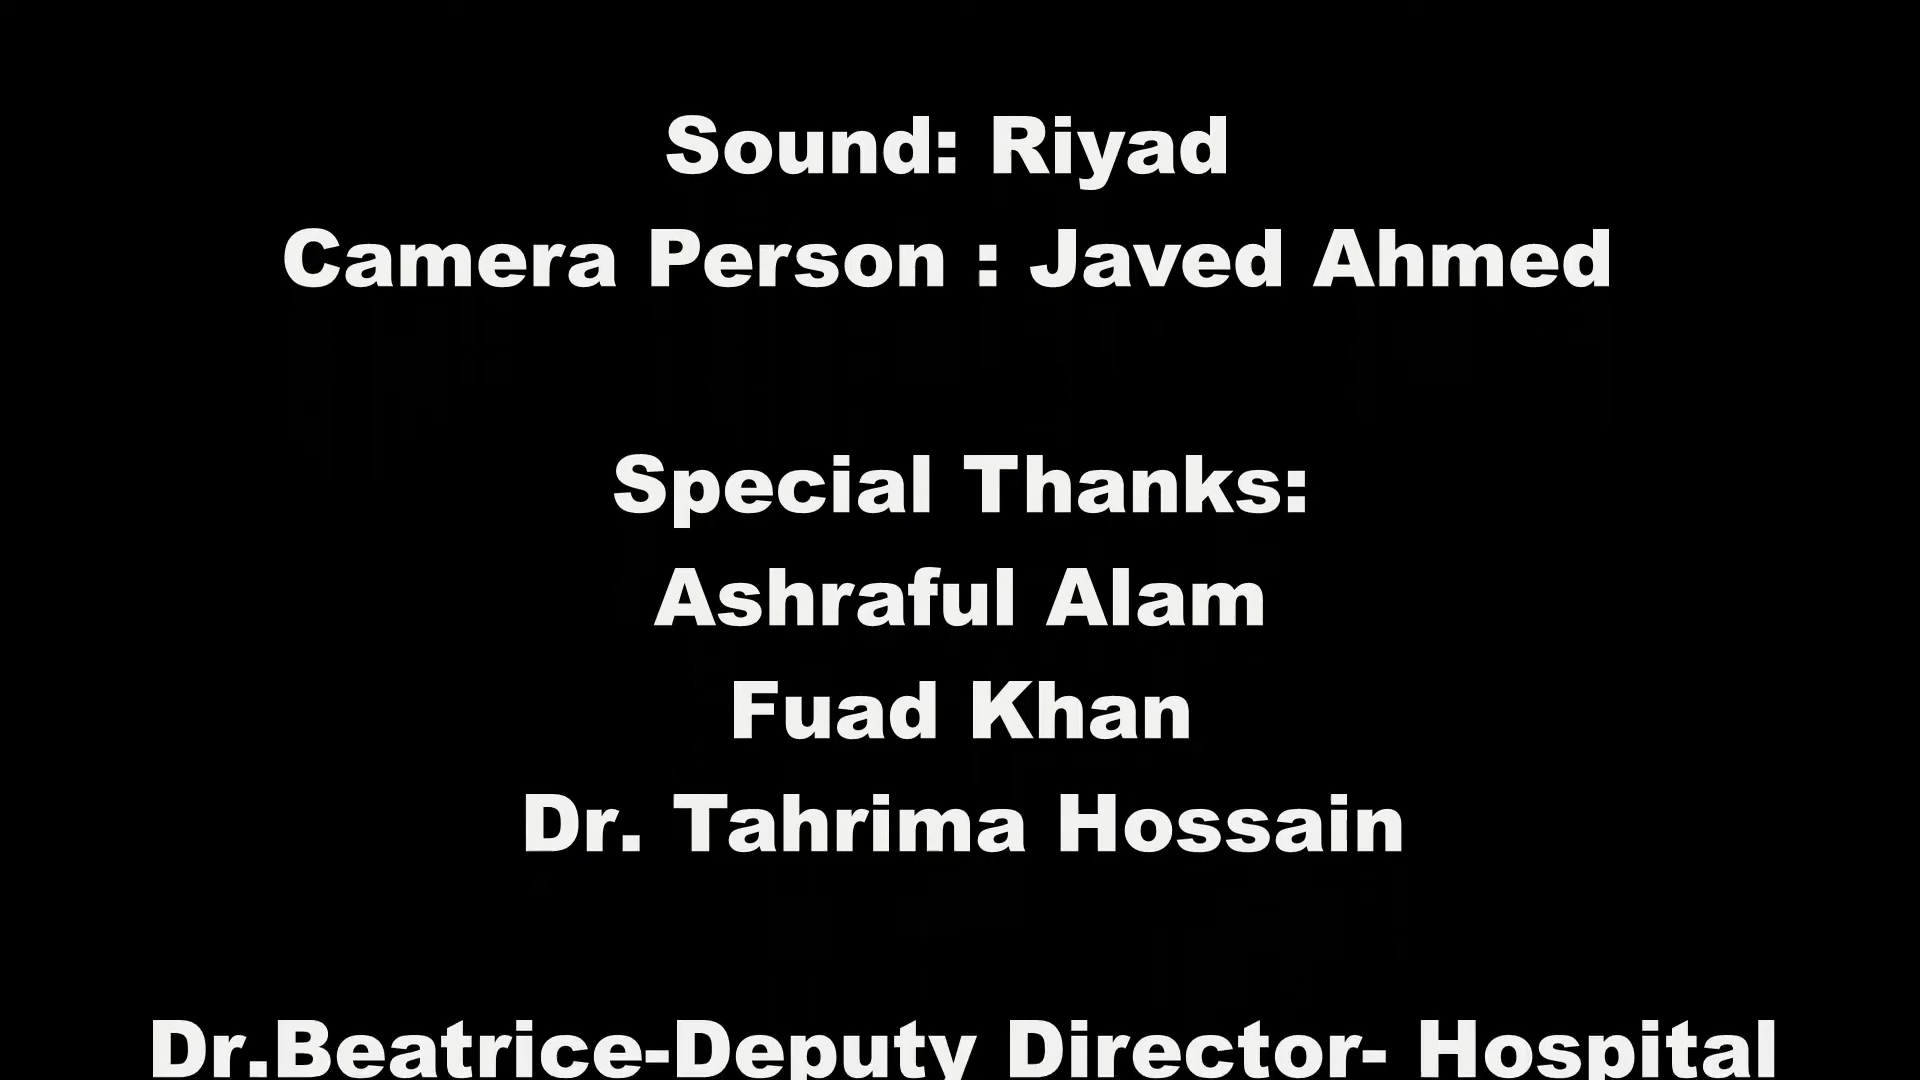 Sound: Riyad
Camera Person : Javed Ahmed
Special Thanks:
Ashraful Alam
Fuad Khan
Dr. Tahrima Hossain
Dr.Beatrice-Deputy Director- Hospital